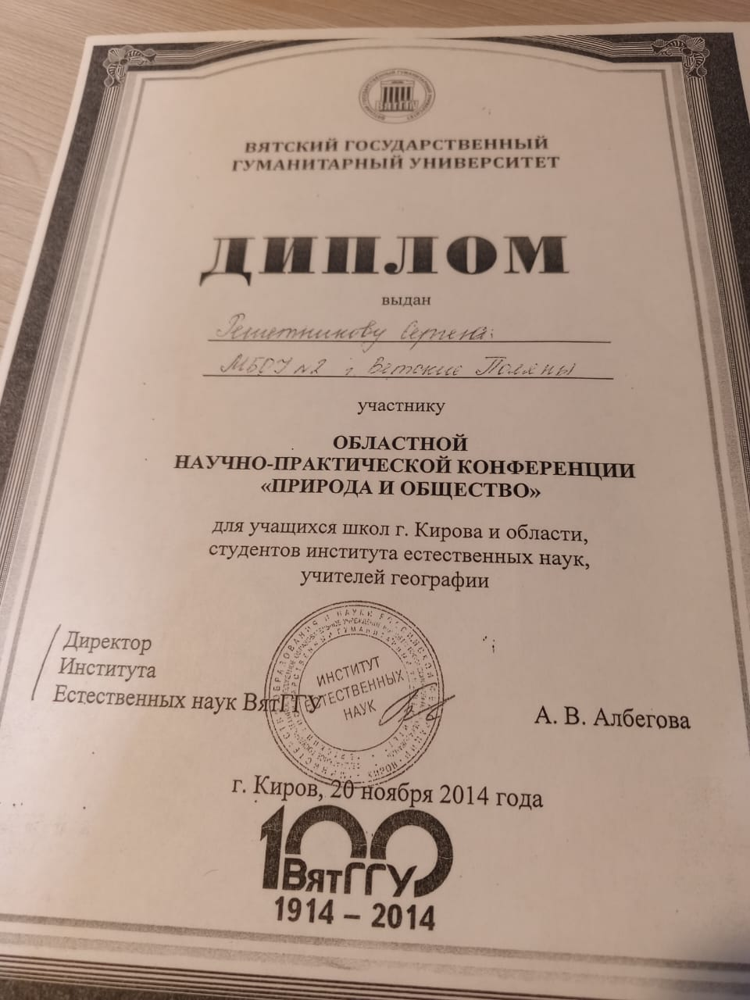 ВятГГУ
ВЯТСКИЙ ГОСУДАРСТВЕННЫЙ
ГУМАНИТАРНЫЙ УНИВЕРСИТЕТ
ДИПЛОМ
выдан
Решетникову Сергею
МБОУ №2 г. Вятские Поляны
участнику
ОБЛАСТНОЙ
НАУЧНО-ПРАКТИЧЕСКОЙ КОНФЕРЕНЦИИ
«ПРИРОДА И ОБЩЕСТВО»
для учащихся школ г. Кирова и области,
студентов института естественных наук,
учителей географии
Директор
Института
Естественных наук ВятГГУ
ИНСТИТУТ
ЕСТЕСТВЕННЫХ
НАУК
А. В. Албегова
г. Киров, 20 ноября 2014 года
100
ВятГГУ
1914 – 2014